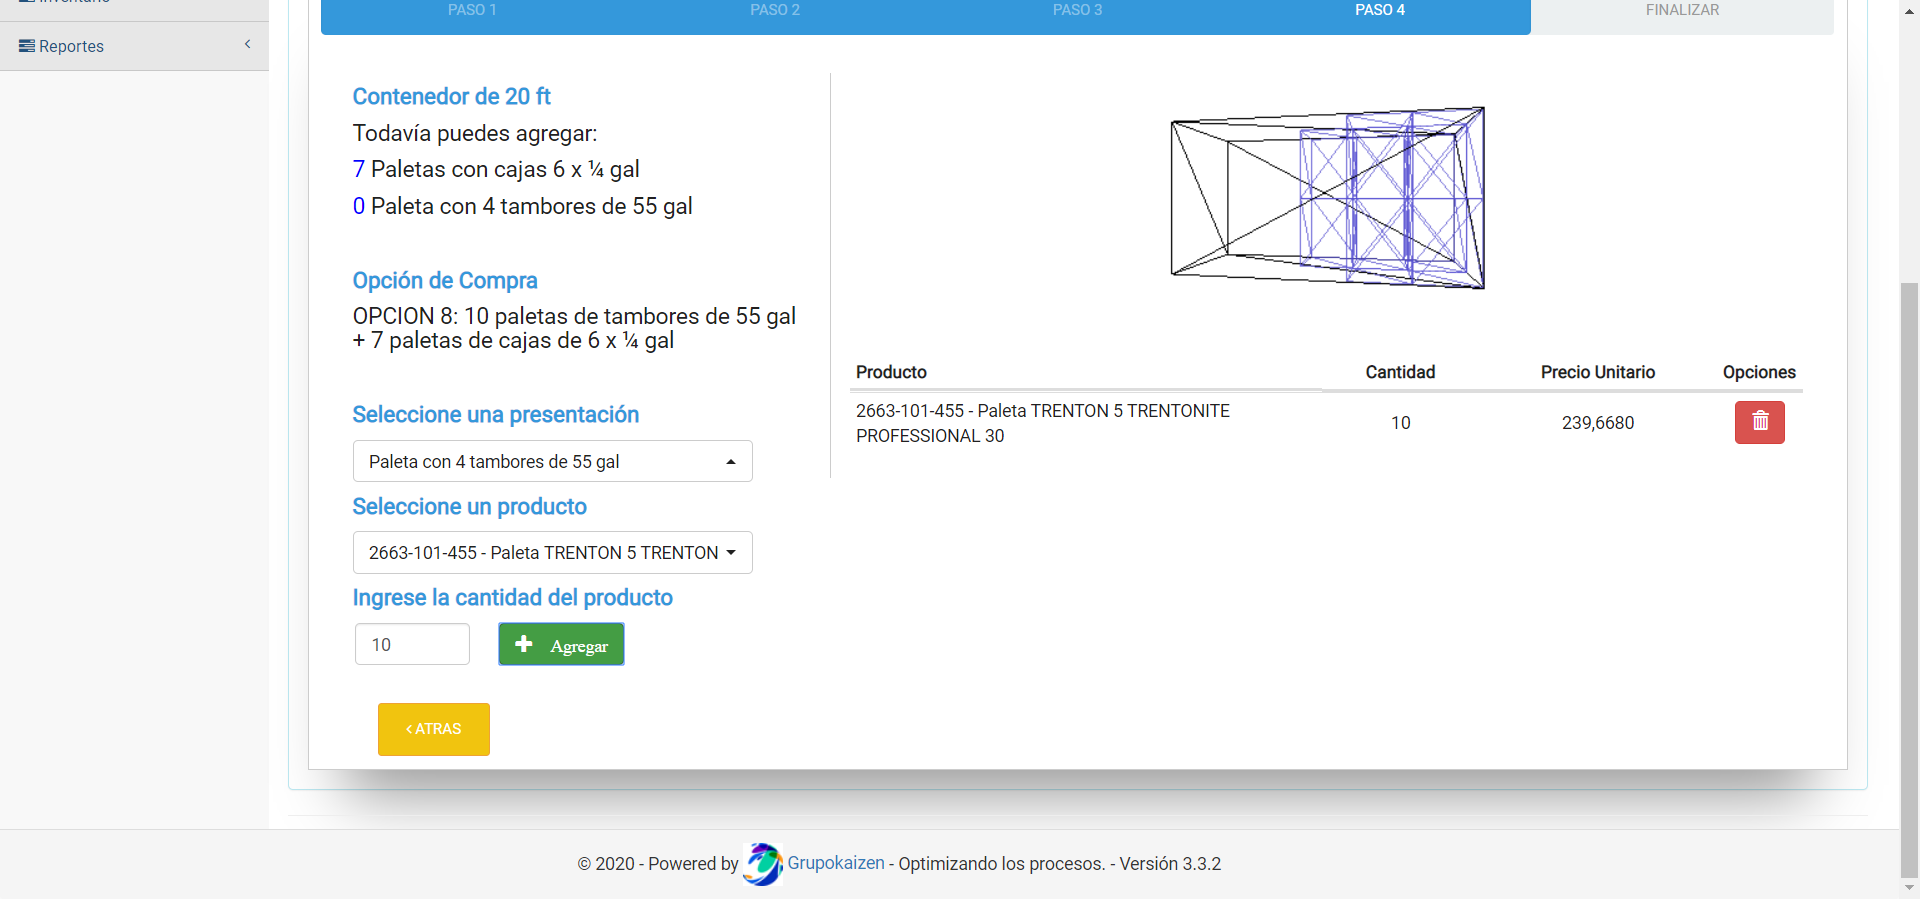 Inventario
Reportes
PASO 1
PASO 2
PASO 3
PASO 4
FINALIZAR
Contenedor de 20 ft
Todavía puedes agregar:
7 Paletas con cajas 6 x ¼ gal
0 Paleta con 4 tambores de 55 gal
Opción de Compra
OPCION 8: 10 paletas de tambores de 55 gal
+ 7 paletas de cajas de 6 x ¼ gal
Seleccione una presentación
Paleta con 4 tambores de 55 gal
Seleccione un producto
2663-101-455 - Paleta TRENTON 5 TRENTON
Ingrese la cantidad del producto
10
Agregar
ATRAS
Producto Cantidad Precio Unitario Opciones
2663-101-455 - Paleta TRENTON 5 TRENTONITE
PROFESSIONAL 30
10 239,6680
© 2020 - Powered by Grupokaizen - Optimizando los procesos. - Versión 3.3.2